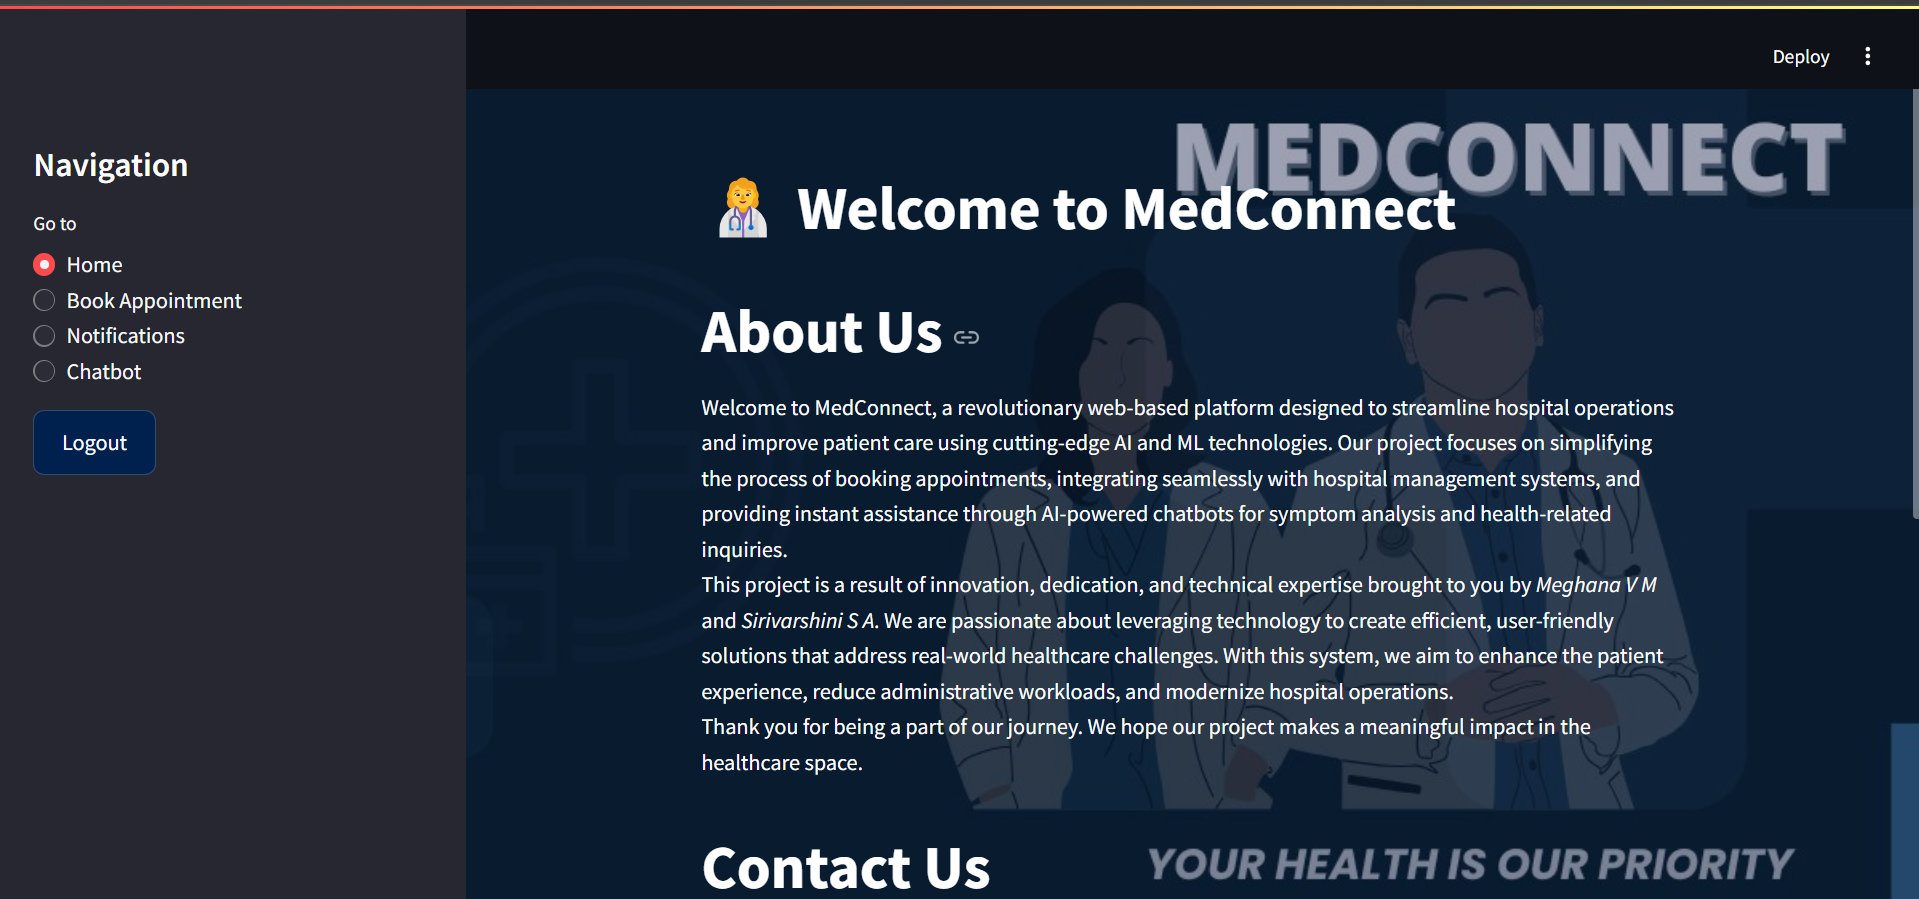 Deploy
Navigation
Go to
Home
Book Appointment
Notifications
Chatbot
Logout
MEDCONNECT
Welcome to MedConnect
About Us
Welcome to MedConnect, a revolutionary web-based platform designed to streamline hospital operations
and improve patient care using cutting-edge AI and ML technologies. Our project focuses on simplifying
the process of booking appointments, integrating seamlessly with hospital management systems, and
providing instant assistance through AI-powered chatbots for symptom analysis and health-related
inquiries.
This project is a result of innovation, dedication, and technical expertise brought to you by Meghana V M
and Sirivarshini S A. We are passionate about leveraging technology to create efficient, user-friendly
solutions that address real-world healthcare challenges. With this system, we aim to enhance the patient
experience, reduce administrative workloads, and modernize hospital operations.
Thank you for being a part of our journey. We hope our project makes a meaningful impact in the
healthcare space.
Contact Us
YOUR HEALTH IS OUR PRIORITY